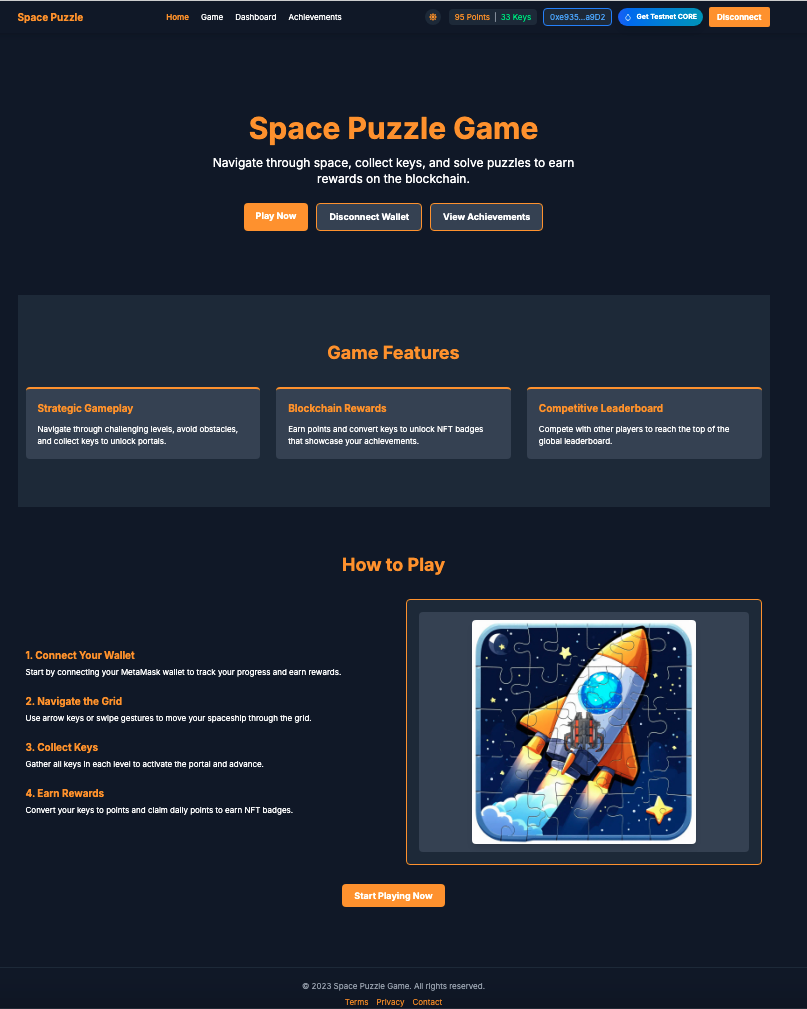 Space Puzzle
Home Game Dashboard Achievements
95 Points | 33 Keys
0xe935...a9D2
Get Testnet CORE
Disconnect
Space Puzzle Game
Navigate through space, collect keys, and solve puzzles to earn
rewards on the blockchain.
Play Now
Disconnect Wallet
View Achievements
Game Features
Strategic Gameplay
Navigate through challenging levels, avoid obstacles,
and collect keys to unlock portals.
Blockchain Rewards
Earn points and convert keys to unlock NFT badges
that showcase your achievements.
Competitive Leaderboard
Compete with other players to reach the top of the
global leaderboard.
How to Play
1. Connect Your Wallet
Start by connecting your MetaMask wallet to track your progress and earn rewards.
2. Navigate the Grid
Use arrow keys or swipe gestures to move your spaceship through the grid.
3. Collect Keys
Gather all keys in each level to activate the portal and advance.
4. Earn Rewards
Convert your keys to points and claim daily points to earn NFT badges.
Start Playing Now
© 2023 Space Puzzle Game. All rights reserved.
Terms Privacy Contact